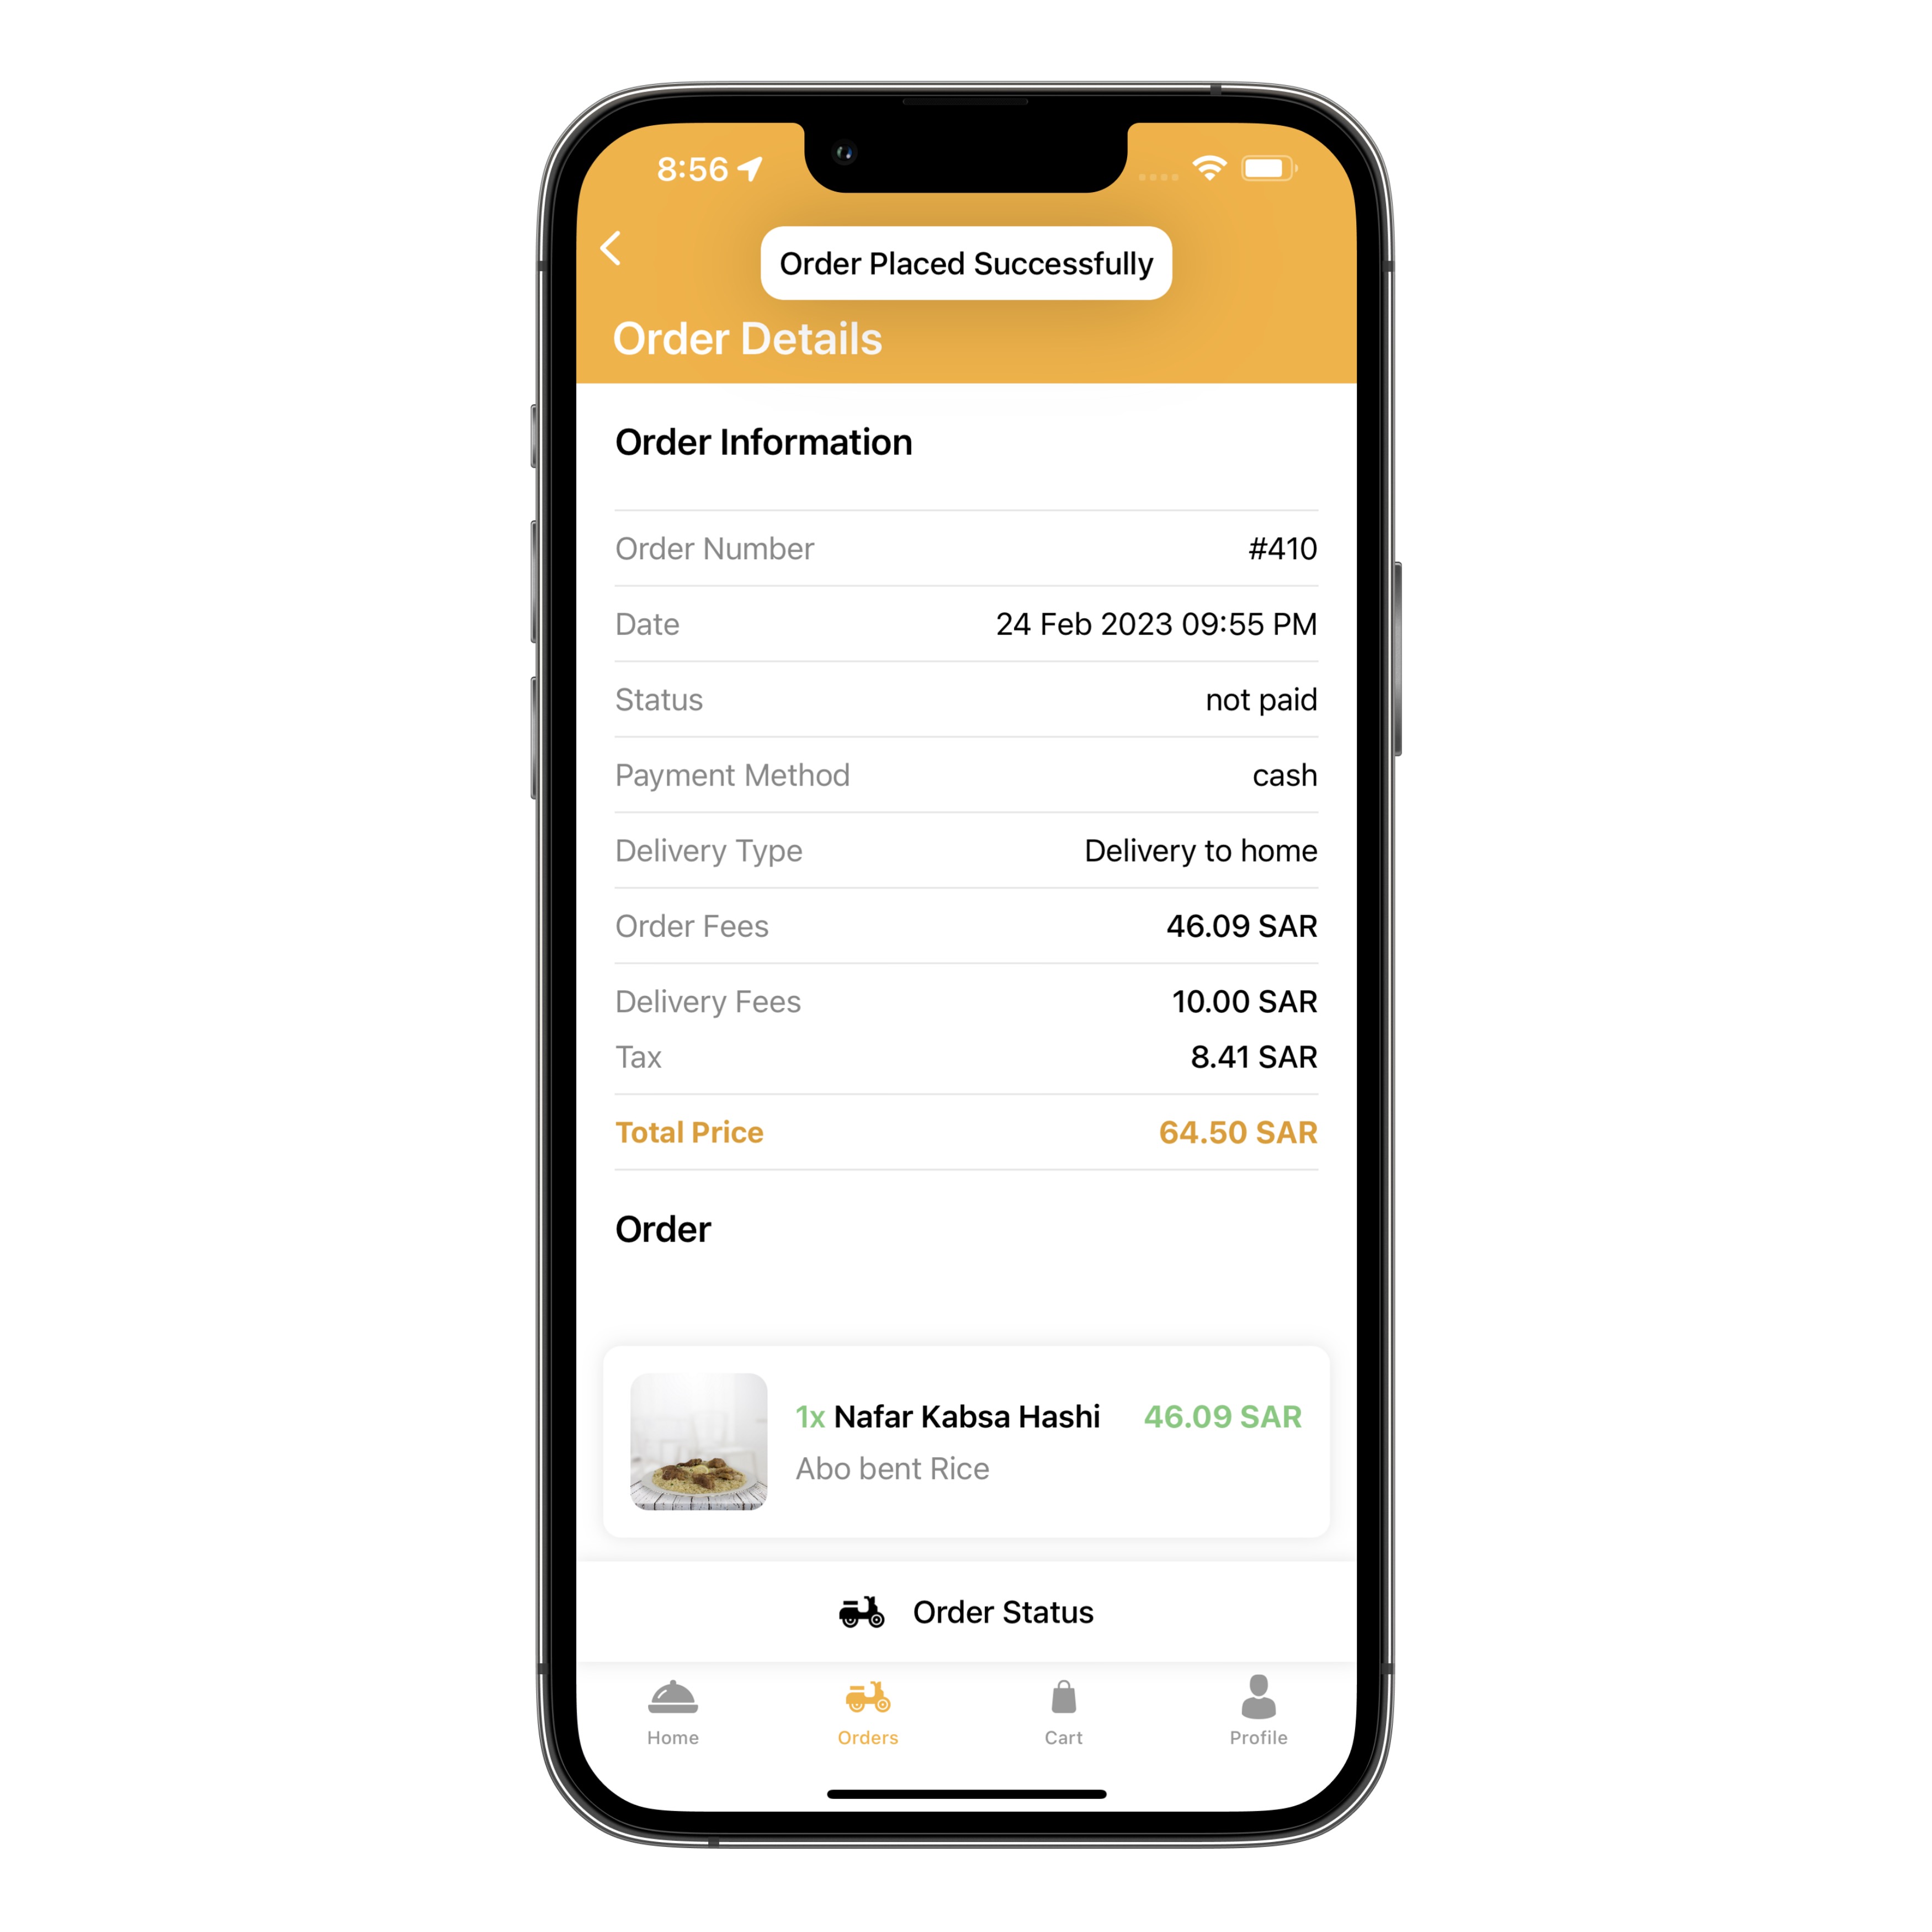 8:56
Order Placed Successfully
Order Details
Order Information
Order Number #410
Date 24 Feb 2023 09:55 PM
Status not paid
Payment Method cash
Delivery Type Delivery to home
Order Fees 46.09 SAR
Delivery Fees 10.00 SAR
Tax 8.41 SAR
Total Price 64.50 SAR
Order
1x Nafar Kabsa Hashi 46.09 SAR
Abo bent Rice
Order Status
Home Orders Cart Profile